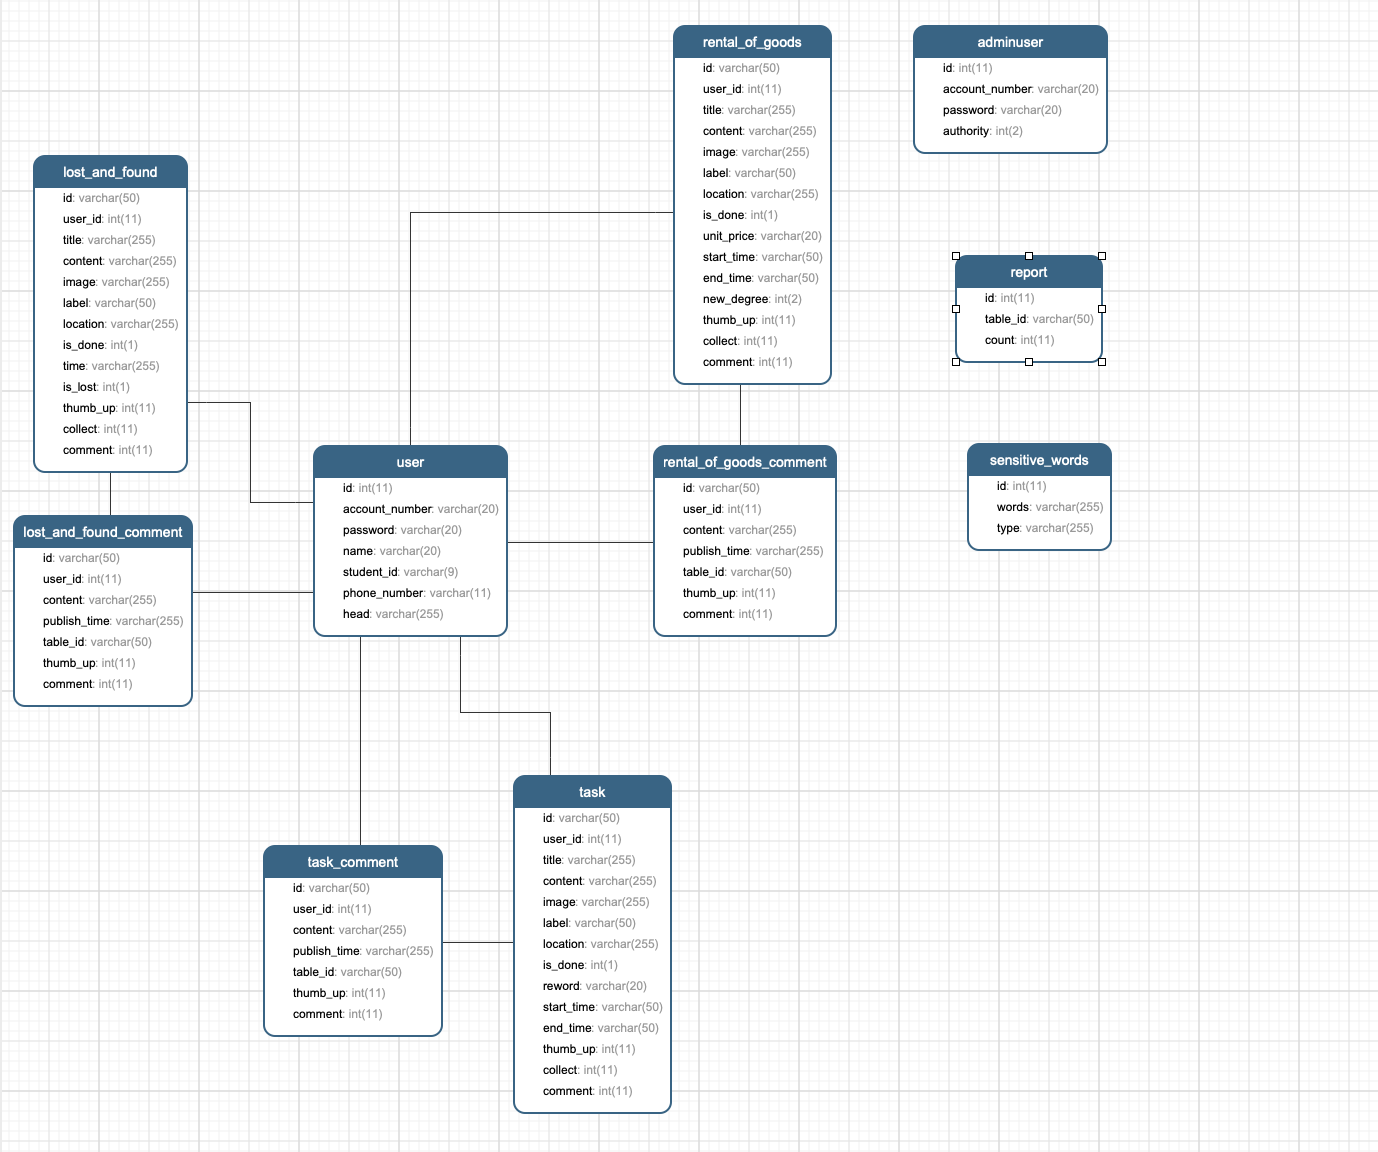 rental_of_goods
id: varchar(50)
user_id: int(11)
title: varchar(255)
content: varchar(255)
image: varchar(255)
label: varchar(50)
location: varchar(255)
is_done: int(1)
unit_price: varchar(20)
start_time: varchar(50)
end_time: varchar(50)
new_degree: int(2)
thumb_up: int(11)
collect: int(11)
comment: int(11)
adminuser
id: int(11)
account_number: varchar(20)
password: varchar(20)
authority: int(2)
lost_and_found
id: varchar(50)
user_id: int(11)
title: varchar(255)
content: varchar(255)
image: varchar(255)
label: varchar(50)
location: varchar(255)
is_done: int(1)
time: varchar(255)
is_lost: int(1)
thumb_up: int(11)
collect: int(11)
comment: int(11)
report
id: int(11)
table_id: varchar(50)
count: int(11)
user
id: int(11)
account_number: varchar(20)
password: varchar(20)
name: varchar(20)
student_id: varchar(9)
phone_number: varchar(11)
head: varchar(255)
rental_of_goods_comment
id: varchar(50)
user_id: int(11)
content: varchar(255)
publish_time: varchar(255)
table_id: varchar(50)
thumb_up: int(11)
comment: int(11)
sensitive_words
id: int(11)
words: varchar(255)
type: varchar(255)
lost_and_found_comment
id: varchar(50)
user_id: int(11)
content: varchar(255)
publish_time: varchar(255)
table_id: varchar(50)
thumb_up: int(11)
comment: int(11)
task
id: varchar(50)
user_id: int(11)
title: varchar(255)
content: varchar(255)
image: varchar(255)
label: varchar(50)
location: varchar(255)
is_done: int(1)
reword: varchar(20)
start_time: varchar(50)
end_time: varchar(50)
thumb_up: int(11)
collect: int(11)
comment: int(11)
task_comment
id: varchar(50)
user_id: int(11)
content: varchar(255)
publish_time: varchar(255)
table_id: varchar(50)
thumb_up: int(11)
comment: int(11)